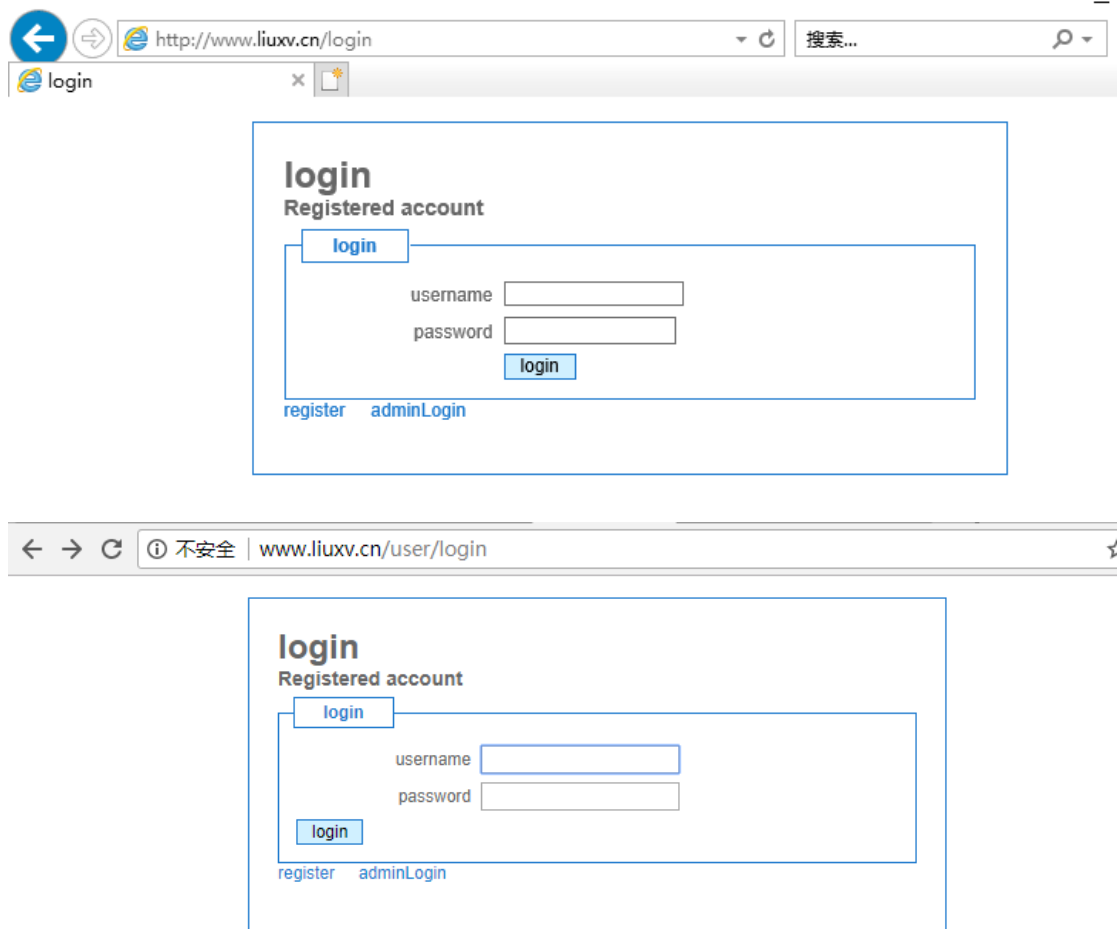 http://www.liuxv.cn/login
搜索...
login
login
Registered account
login
username
password
login
register adminLogin
不安全 www.liuxv.cn/user/login
login
Registered account
login
username
password
login
register adminLogin